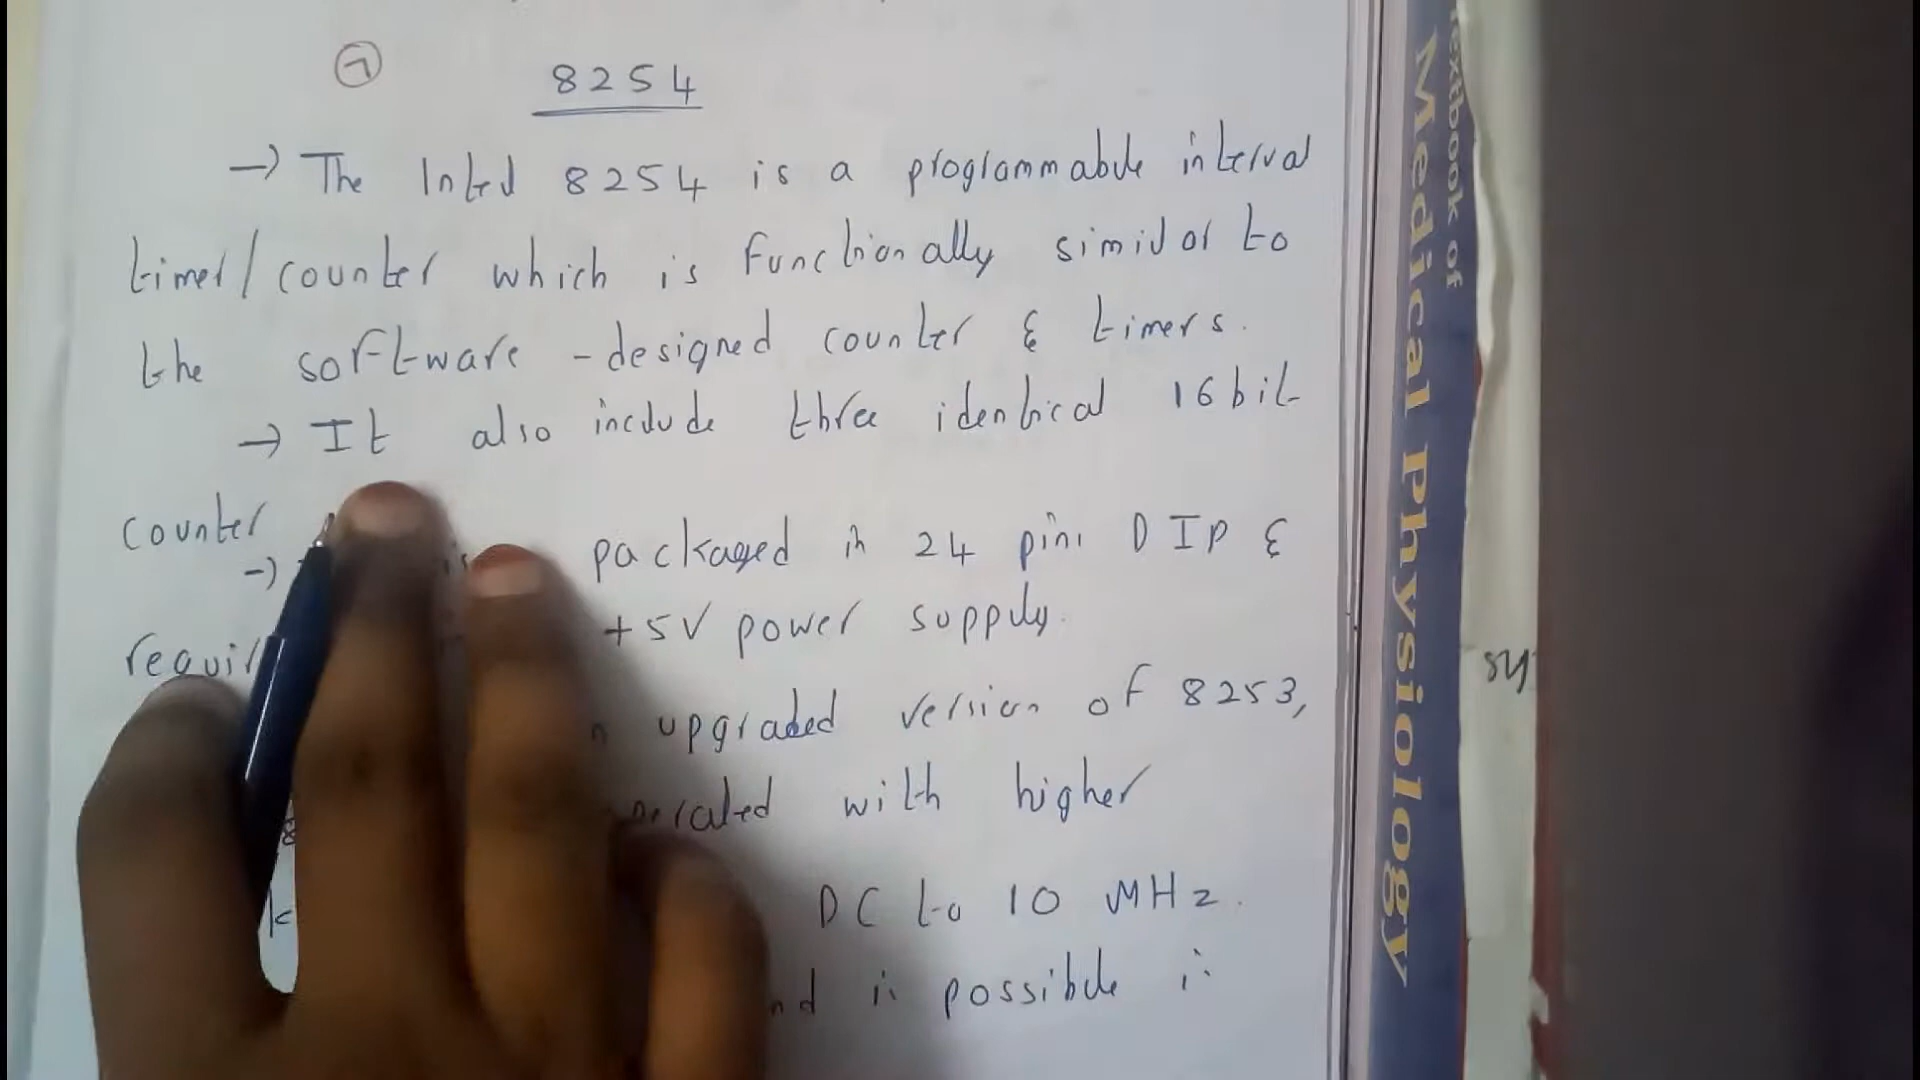 7
8254
→ The Intel 8254 is a programmable interval
timer/counter which is functionally similar to
the software -designed counter & timers.
→ It also include three identical 16 bit
counter
→ is packaged in 24 pin DIP &
+5V power supply.
upgraded version of 8253,
with higher
DC to 10 MHz.
is possible in
Textbook of
Medical Physiology